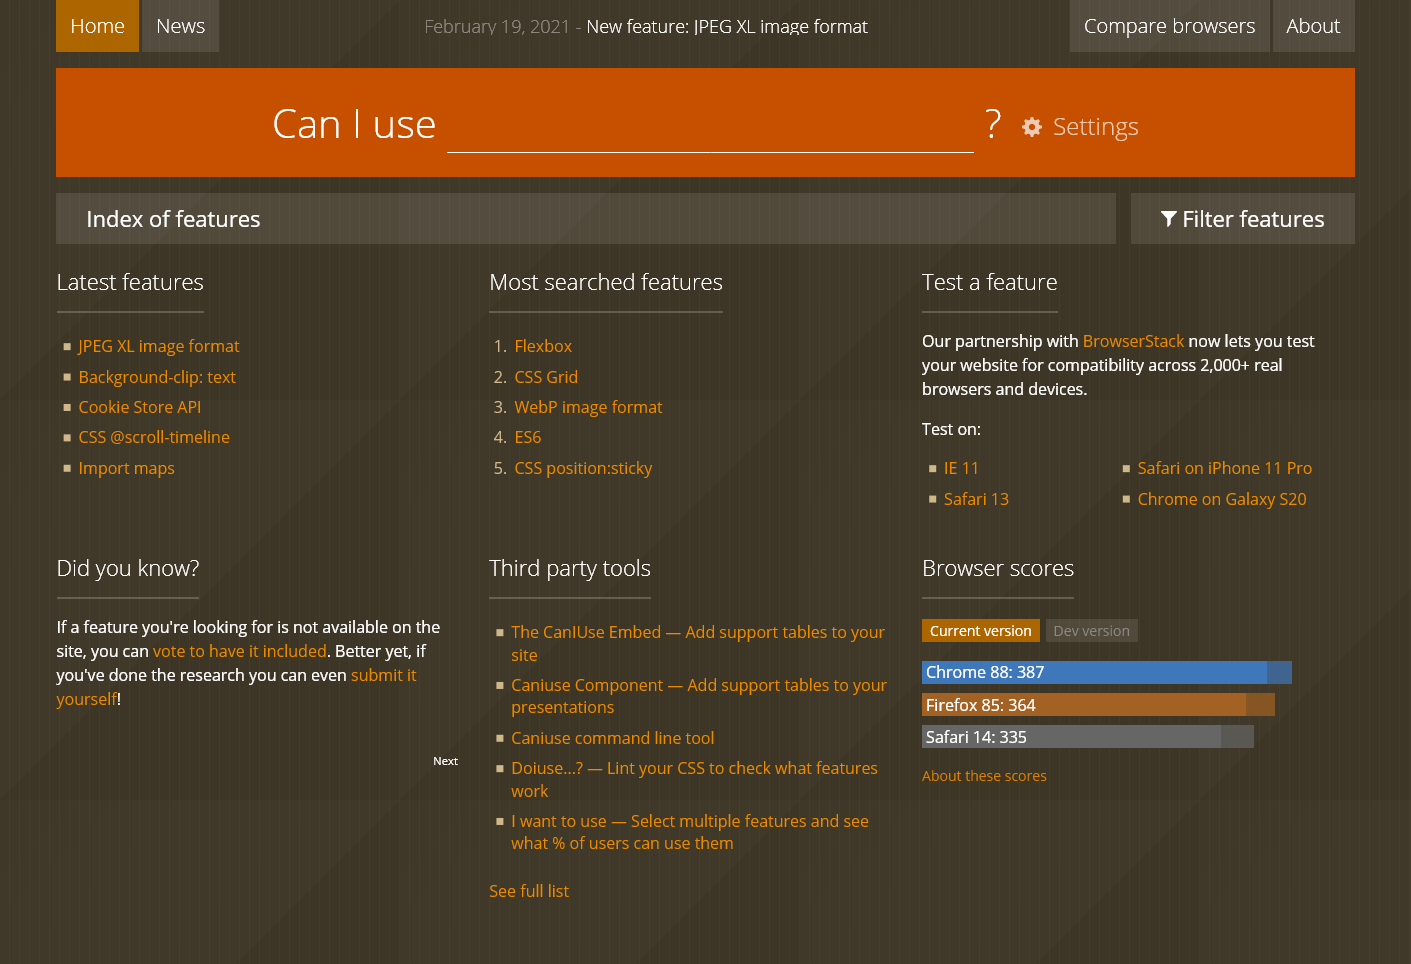 Home
News
February 19, 2021 - New feature: JPEG XL image format
Compare browsers
About
Can I use
?
Settings
Index of features
Filter features
Latest features
JPEG XL image format
Background-clip: text
Cookie Store API
CSS @scroll-timeline
Import maps
Most searched features
1. Flexbox
2. CSS Grid
3. WebP image format
4. ES6
5. CSS position:sticky
Test a feature
Our partnership with BrowserStack now lets you test
your website for compatibility across 2,000+ real
browsers and devices.
Test on:
IE 11
Safari 13
Safari on iPhone 11 Pro
Chrome on Galaxy S20
Did you know?
If a feature you're looking for is not available on the
site, you can vote to have it included. Better yet, if
you've done the research you can even submit it
yourself!
Next
Third party tools
The CanIUse Embed — Add support tables to your
site
Caniuse Component — Add support tables to your
presentations
Caniuse command line tool
Doiuse...? — Lint your CSS to check what features
work
I want to use — Select multiple features and see
what % of users can use them
See full list
Browser scores
Current version
Dev version
Chrome 88: 387
Firefox 85: 364
Safari 14: 335
About these scores